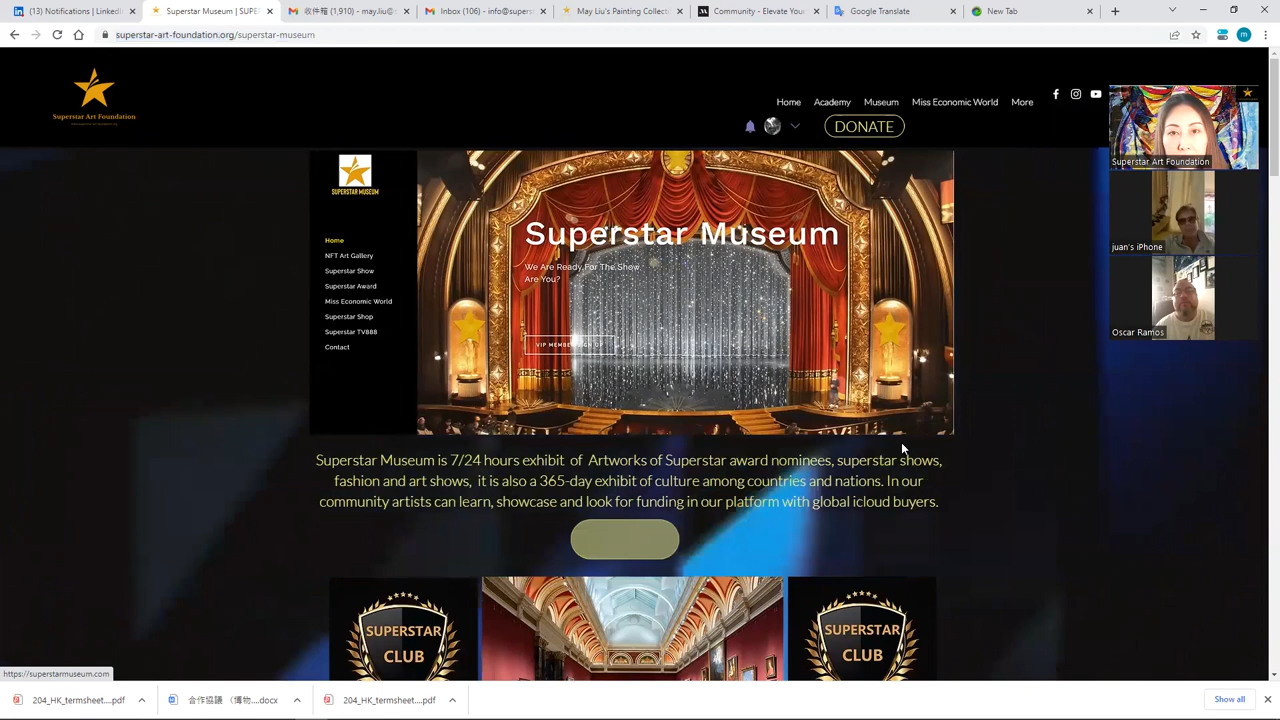 (13) Notifications | LinkedIn
Superstar Museum | SUPE
收件箱 (1,910) - may.liu@s
Inbox (106) - info@supers
May Liu's Painting Collecti
Community - Elevate You
Google Translate
New Tab
superstar-art-foundation.org/superstar-museum
m
Superstar Art Foundation
Home
Academy
Museum
Miss Economic World
More
DONATE
SUPERSTAR MUSEUM
Home
NFT Art Gallery
Superstar Show
Superstar Award
Miss Economic World
Superstar Shop
Superstar TV888
Contact
Superstar Museum
We Are Ready For The Show
Are You?
VIP MEMBER SIGN UP
Superstar Art Foundation
juan's iPhone
Oscar Ramos
Superstar Museum is 7/24 hours exhibit of Artworks of Superstar award nominees, superstar shows,
fashion and art shows, it is also a 365-day exhibit of culture among countries and nations. In our
community artists can learn, showcase and look for funding in our platform with global icloud buyers.
SUPERSTAR
CLUB
SUPERSTAR
CLUB
https://superstarmuseum.com
204_HK_termsheet....pdf
合作協議 （博物....docx
204_HK_termsheet....pdf
Show all